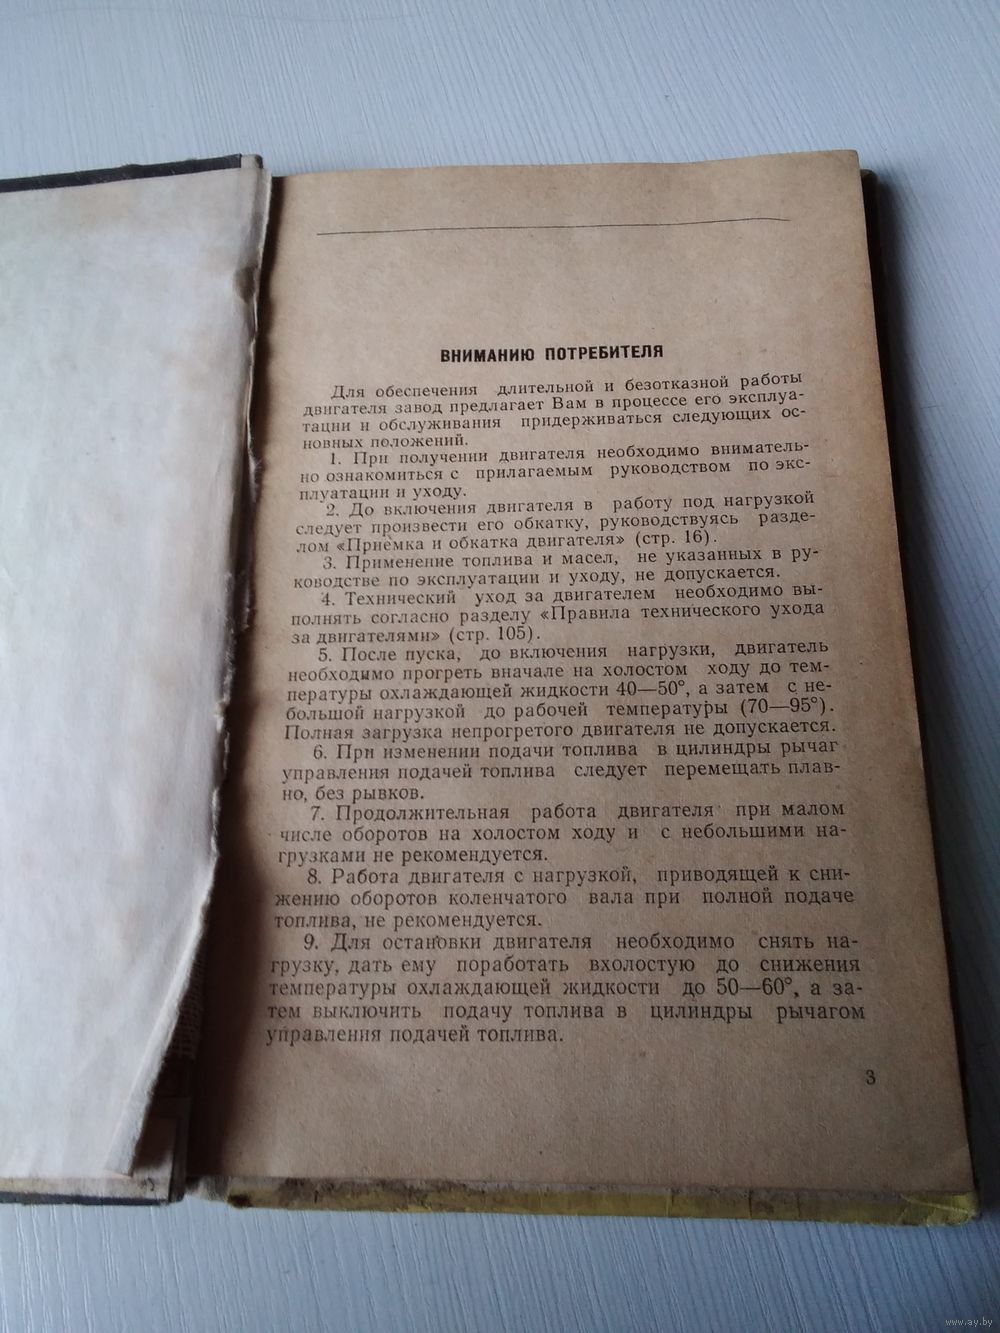 ВНИМАНИЮ ПОТРЕБИТЕЛЯ
Для обеспечения длительной и безотказной работы
двигателя завод предлагает Вам в процессе его эксплуа-
тации и обслуживания придерживаться следующих ос-
новных положений.
1. При получении двигателя необходимо вниматель-
но ознакомиться с прилагаемым руководством по экс-
плуатации и уходу.
2. До включения двигателя в работу под нагрузкой
следует произвести его обкатку, руководствуясь разде-
лом «Приёмка и обкатка двигателя» (стр. 16).
3. Применение топлива и масел, не указанных в ру-
ководстве по эксплуатации и уходу, не допускается.
4. Технический уход за двигателем необходимо вы-
полнять согласно разделу «Правила технического ухода
за двигателями» (стр. 105).
5. После пуска, до включения нагрузки, двигатель
необходимо прогреть вначале на холостом ходу до тем-
пературы охлаждающей жидкости 40—50°, а затем с не-
большой нагрузкой до рабочей температуры (70—95°).
Полная загрузка непрогретого двигателя не допускается.
6. При изменении подачи топлива в цилиндры рычаг
управления подачей топлива следует перемещать плав-
но, без рывков.
7. Продолжительная работа двигателя при малом
числе оборотов на холостом ходу и с небольшими на-
грузками не рекомендуется.
8. Работа двигателя с нагрузкой, приводящей к сни-
жению оборотов коленчатого вала при полной подаче
топлива, не рекомендуется.
9. Для остановки двигателя необходимо снять на-
грузку, дать ему поработать вхолостую до снижения
температуры охлаждающей жидкости до 50—60°, а за-
тем выключить подачу топлива в цилиндры рычагом
управления подачей топлива.
3
www.ay.by